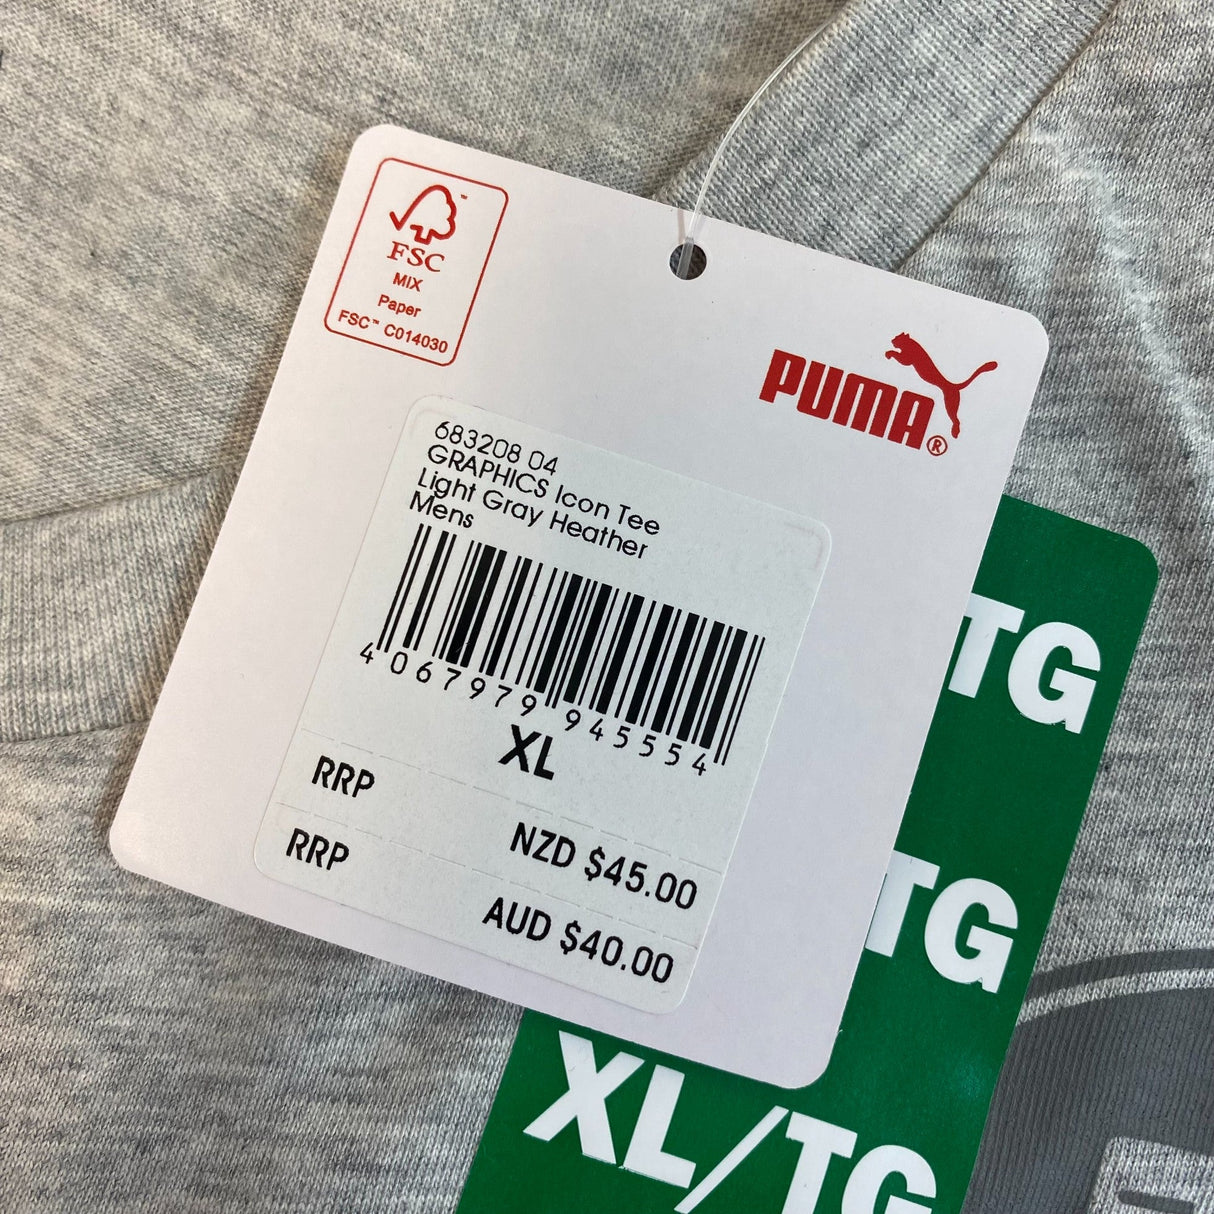 FSC™
MIX
Paper
FSC™ C014030
PUMA®
683208 04
GRAPHICS Icon Tee
Light Gray Heather
Mens
4 067979 945554
XL
RRP NZD $45.00
RRP AUD $40.00
/TG
TG
XL/TG